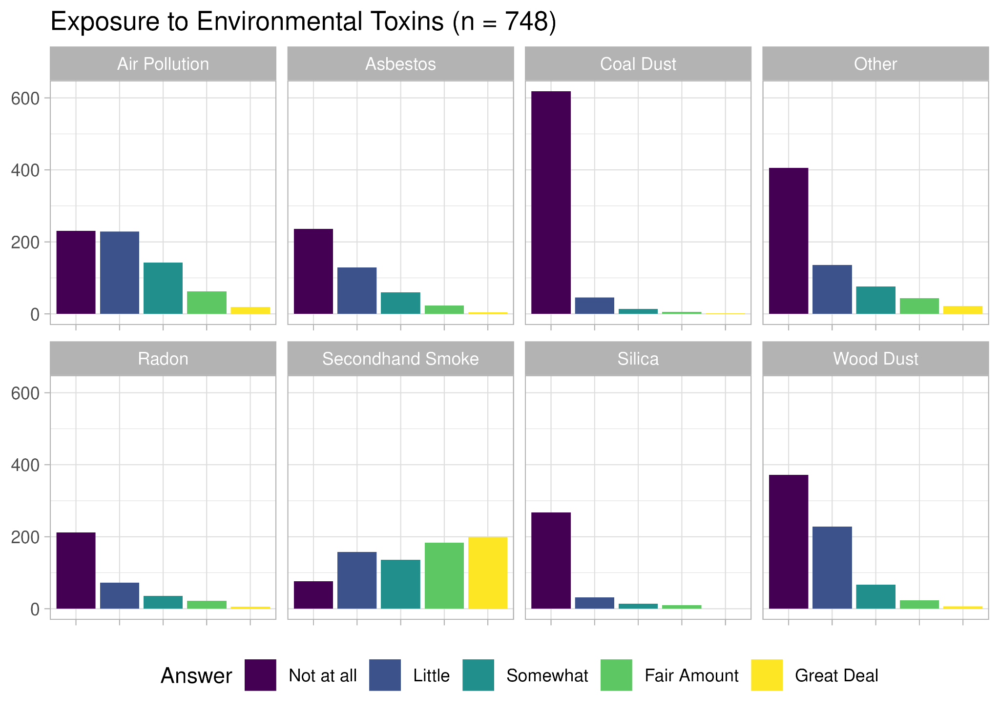 Exposure to Environmental Toxins (n = 748)
Air Pollution
Asbestos
Coal Dust
Other
600
400
200
0
Radon
Secondhand Smoke
Silica
Wood Dust
600
400
200
0
Answer
Not at all
Little
Somewhat
Fair Amount
Great Deal